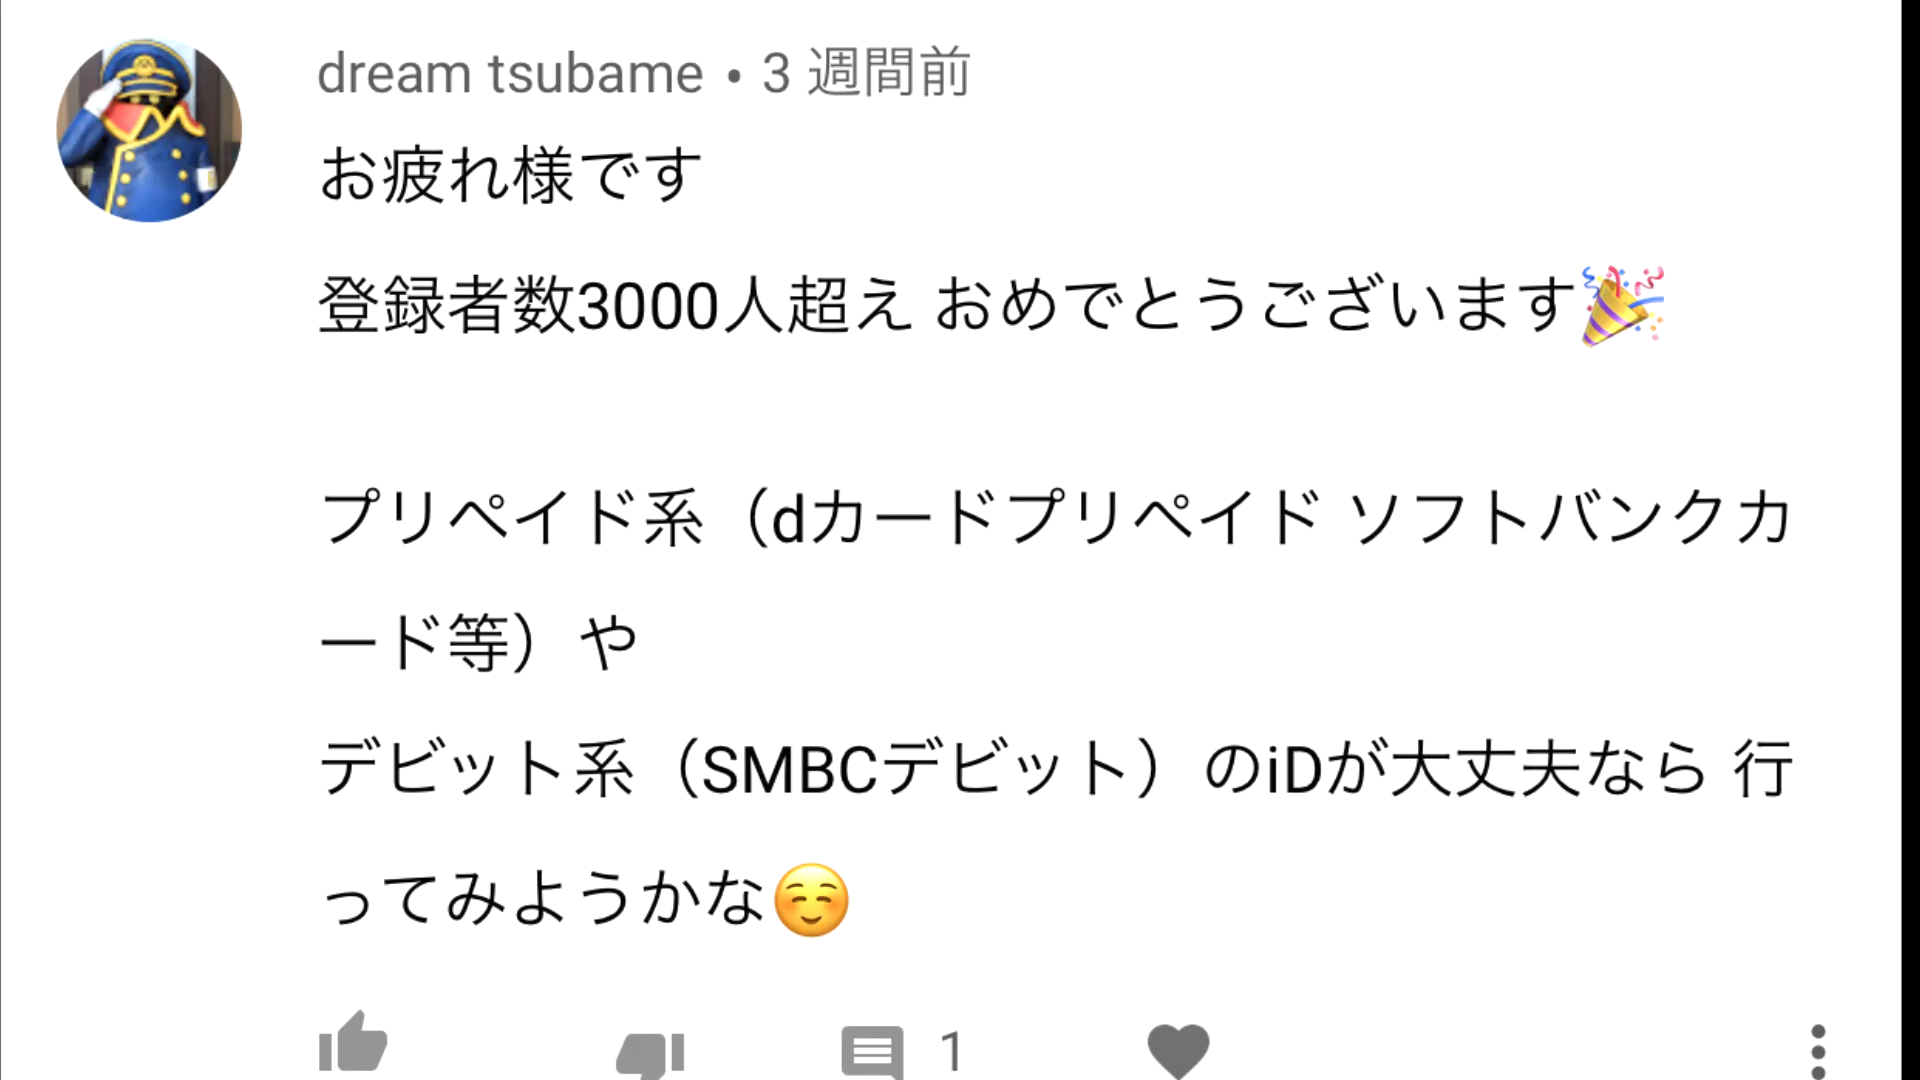 dream tsubame • 3 週間前
お疲れ様です
登録者数3000人超え おめでとうございます🎉
プリペイド系（dカードプリペイド ソフトバンクカ
ード等）や
デビット系（SMBCデビット）のiDが大丈夫なら 行
ってみようかな☺️
1